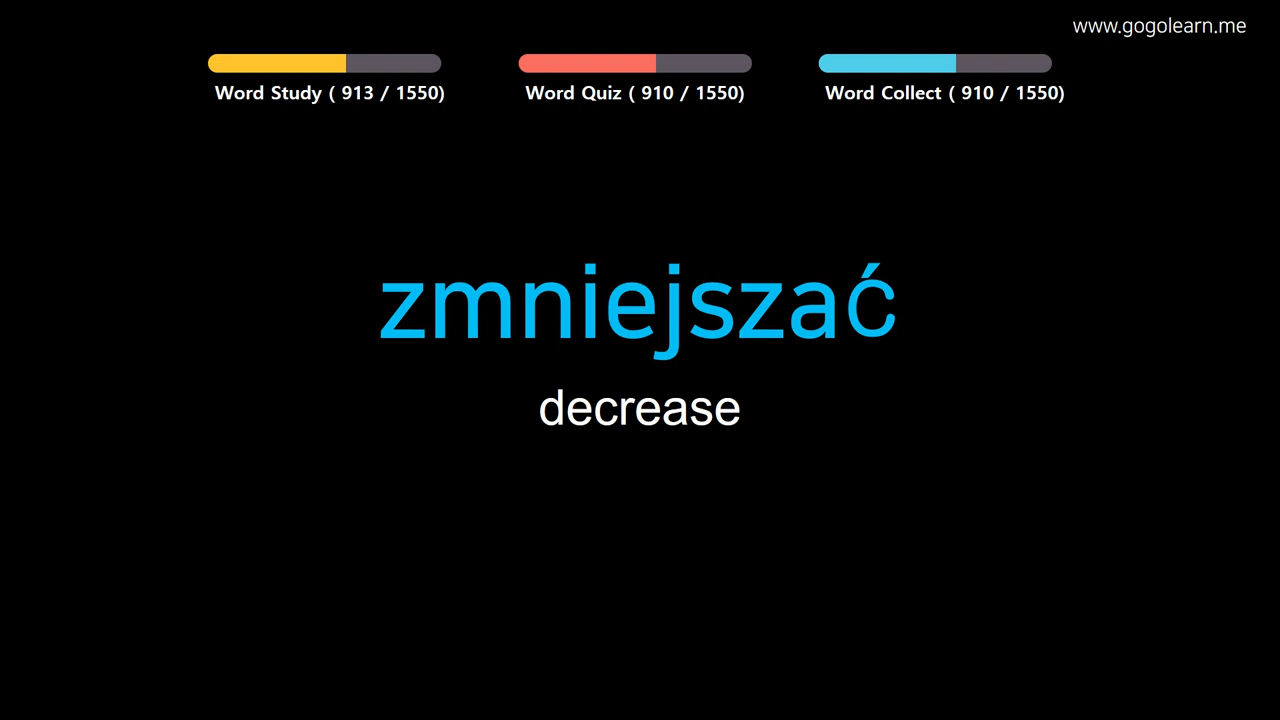 www.gogolearn.me
Word Study ( 913 / 1550)
Word Quiz ( 910 / 1550)
Word Collect ( 910 / 1550)
zmniejszać
decrease